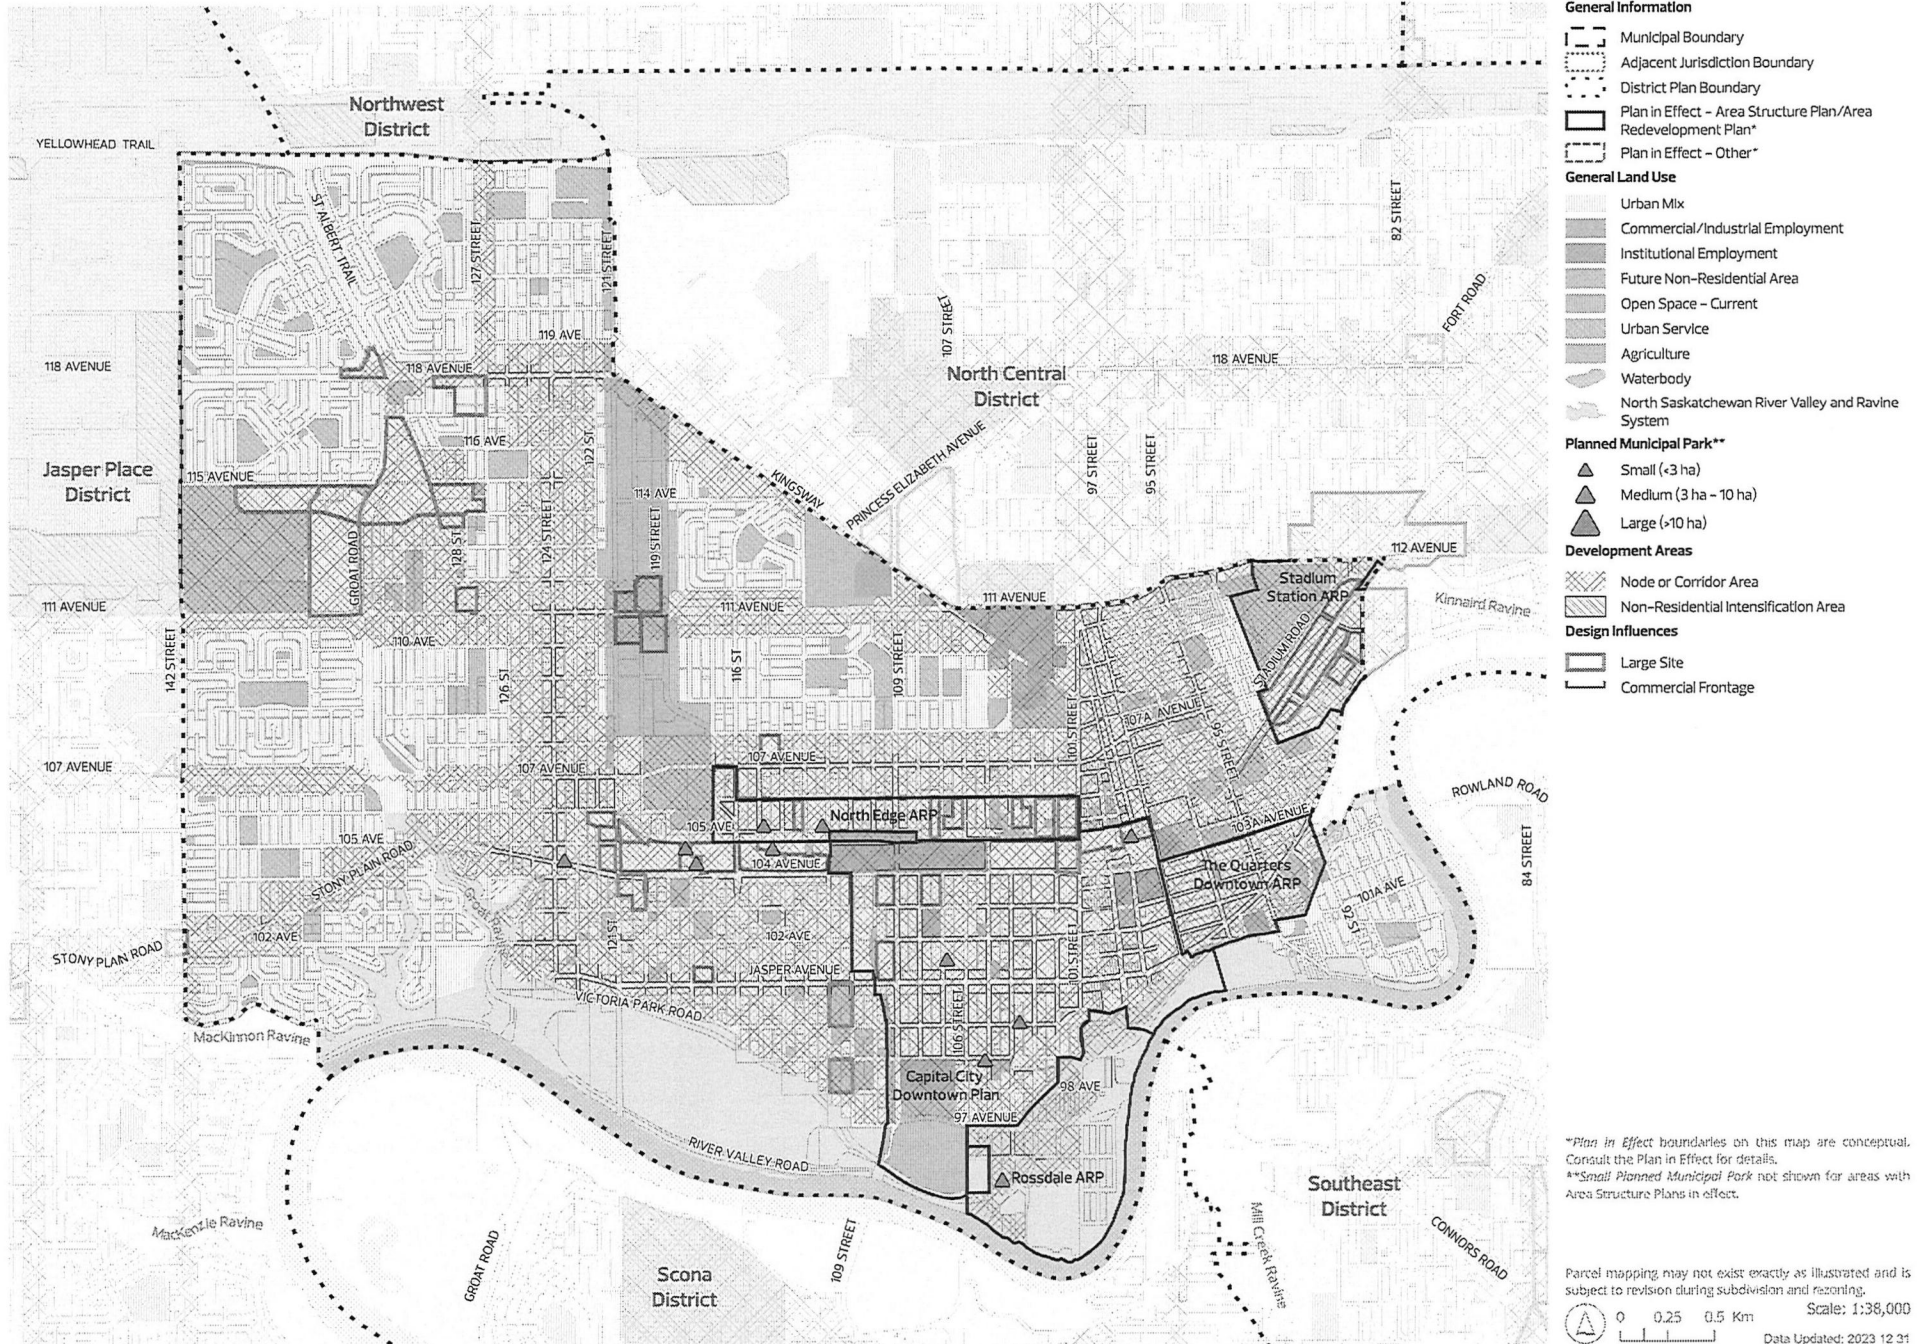 General Information
Municipal Boundary
Adjacent Jurisdiction Boundary
District Plan Boundary
Plan in Effect - Area Structure Plan/Area
Redevelopment Plan*
Plan in Effect - Other*
General Land Use
Urban Mix
Commercial/Industrial Employment
Institutional Employment
Future Non-Residential Area
Open Space - Current
Urban Service
Agriculture
Waterbody
North Saskatchewan River Valley and Ravine
System
Planned Municipal Park**
Small (<3 ha)
Medium (3 ha - 10 ha)
Large (>10 ha)
Development Areas
Node or Corridor Area
Non-Residential Intensification Area
Design Influences
Large Site
Commercial Frontage
*Plan in Effect boundaries on this map are conceptual.
Consult the Plan in Effect for details.
**Small Planned Municipal Park not shown for areas with
Area Structure Plans in effect.
Parcel mapping may not exist exactly as illustrated and is
subject to revision during subdivision and rezoning.
Scale: 1:38,000
0 0.25 0.5 Km
Data Updated: 2023 12 31
Northwest
District
YELLOWHEAD TRAIL
ST ALBERT TRAIL
127 STREET
121 STREET
82 STREET
FORT ROAD
107 STREET
119 AVE
118 AVENUE
118 AVENUE
118 AVENUE
North Central
District
116 AVE
122 ST
97 STREET
95 STREET
Jasper Place
District
115 AVENUE
114 AVE
KINGSWAY
PRINCESS ELIZABETH AVENUE
GROAT ROAD
128 ST
124 STREET
119 STREET
112 AVENUE
Stadium
Station ARP
Kinnaird Ravine
111 AVENUE
111 AVENUE
111 AVENUE
STADIUM ROAD
110 AVE
142 STREET
126 ST
116 ST
109 STREET
101 STREET
107A AVENUE
95 STREET
107 AVENUE
107 AVENUE
107 AVENUE
ROWLAND ROAD
84 STREET
North Edge ARP
105 AVE
105 AVE
103A AVENUE
STONY PLAIN ROAD
104 AVENUE
The Quarters
Downtown ARP
101A AVE
92 ST
Groat Ravine
102 AVE
102 AVE
121 ST
101 STREET
STONY PLAIN ROAD
JASPER AVENUE
VICTORIA PARK ROAD
106 STREET
MacKinnon Ravine
Capital City
Downtown Plan
98 AVE
97 AVENUE
RIVER VALLEY ROAD
Rossdale ARP
Southeast
District
MacKenzie Ravine
GROAT ROAD
109 STREET
Scona
District
Mill Creek Ravine
CONNORS ROAD